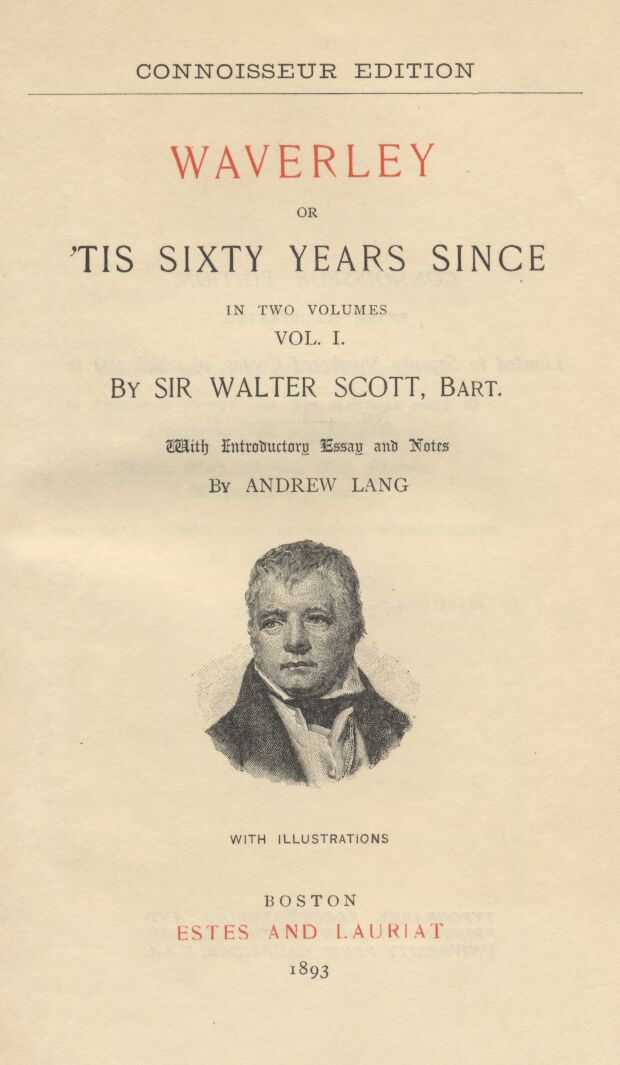 CONNOISSEUR EDITION
WAVERLEY
OR
'TIS SIXTY YEARS SINCE
IN TWO VOLUMES
VOL. I.
BY SIR WALTER SCOTT, BART.
With Introductory Essay and Notes
BY ANDREW LANG
WITH ILLUSTRATIONS
BOSTON
ESTES AND LAURIAT
1893